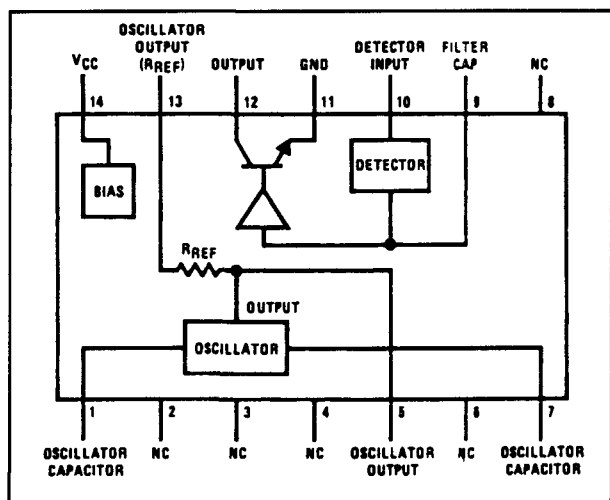 OSCILLATOR
OUTPUT
(RREF)
VCC
OUTPUT
GND
DETECTOR
INPUT
FILTER
CAP
NC
14
13
12
11
10
9
8
BIAS
DETECTOR
RREF
OUTPUT
OSCILLATOR
1
2
3
4
5
6
7
OSCILLATOR
CAPACITOR
NC
NC
NC
OSCILLATOR
OUTPUT
NC
OSCILLATOR
CAPACITOR